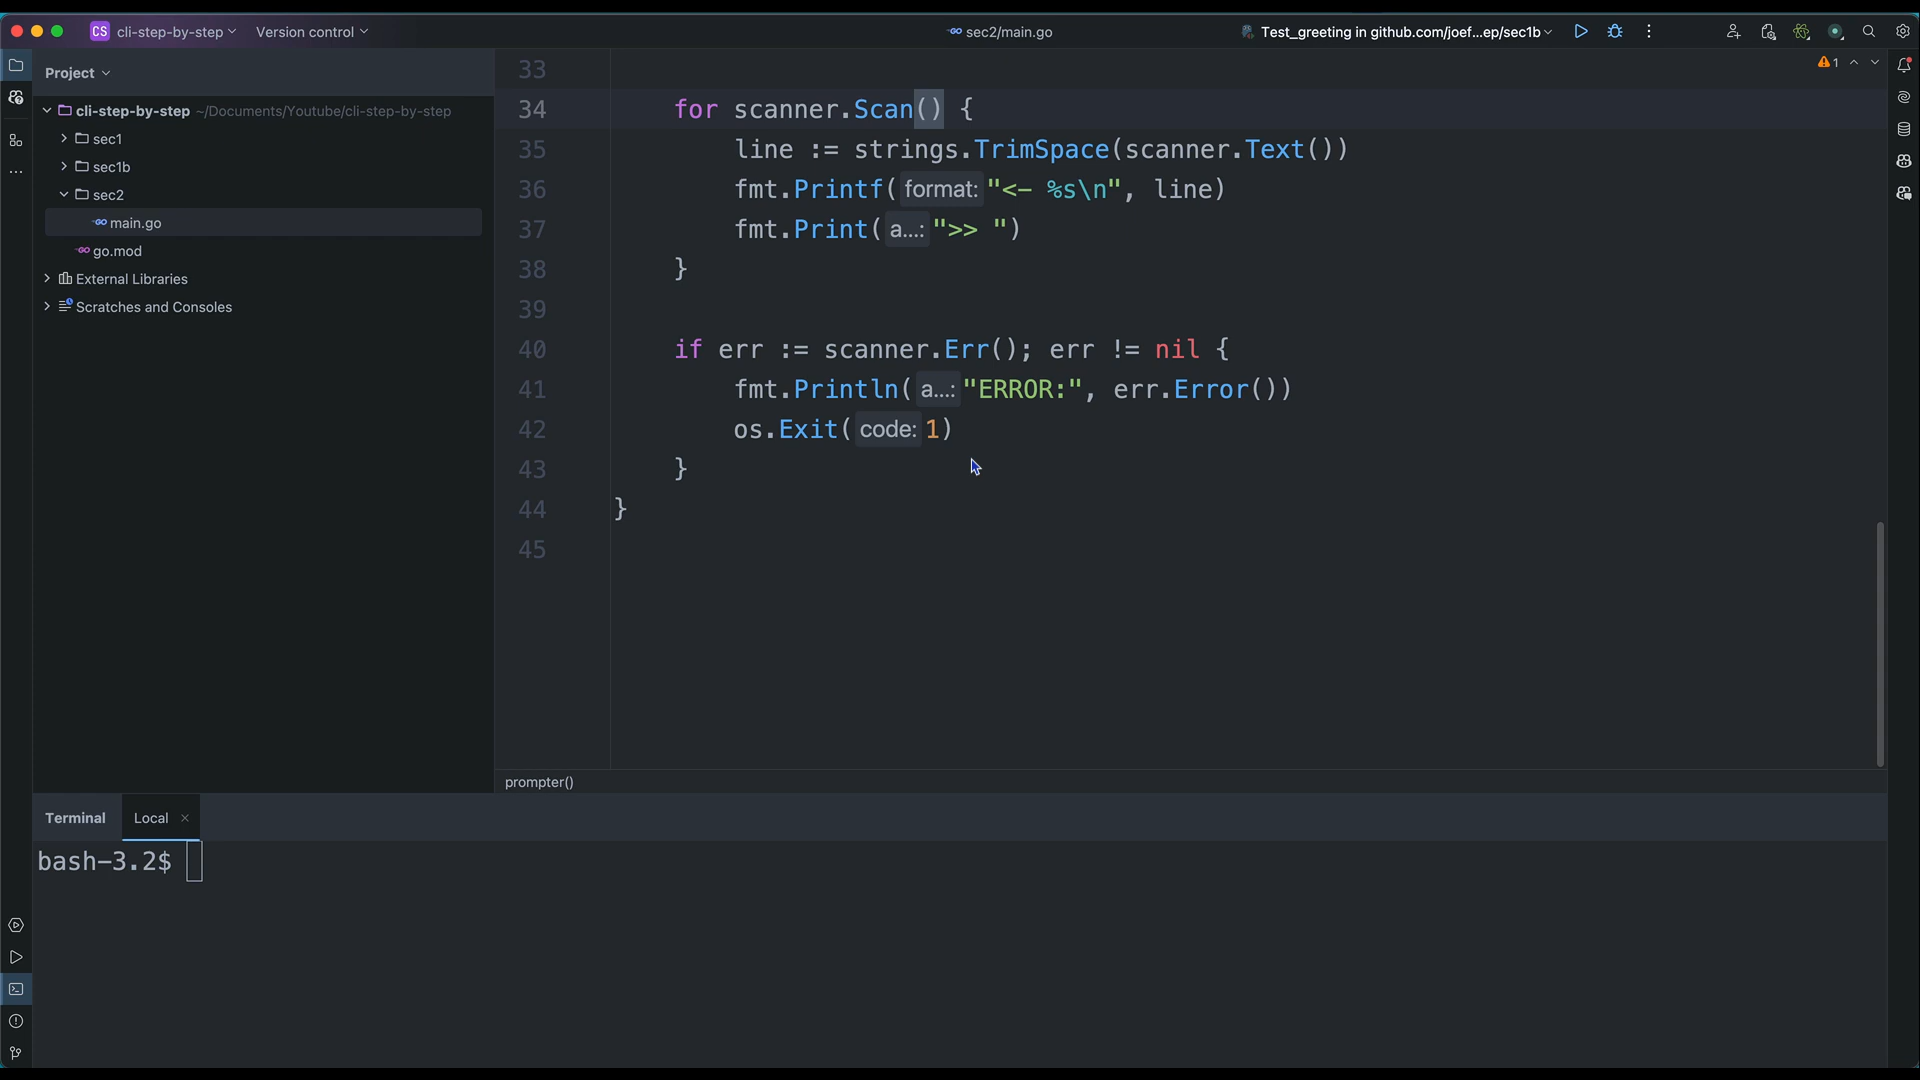 CS cli-step-by-step Version control sec2/main.go Test_greeting in github.com/joef...ep/sec1b
Project
cli-step-by-step ~/Documents/Youtube/cli-step-by-step
sec1
sec1b
sec2
main.go
go.mod
External Libraries
Scratches and Consoles
1
33
34 for scanner.Scan() {
35 line := strings.TrimSpace(scanner.Text())
36 fmt.Printf( format: "<- %s\n", line)
37 fmt.Print( a...: ">> ")
38 }
39
40 if err := scanner.Err(); err != nil {
41 fmt.Println( a...: "ERROR:", err.Error())
42 os.Exit( code: 1)
43 }
44 }
45
prompter()
Terminal Local
bash-3.2$